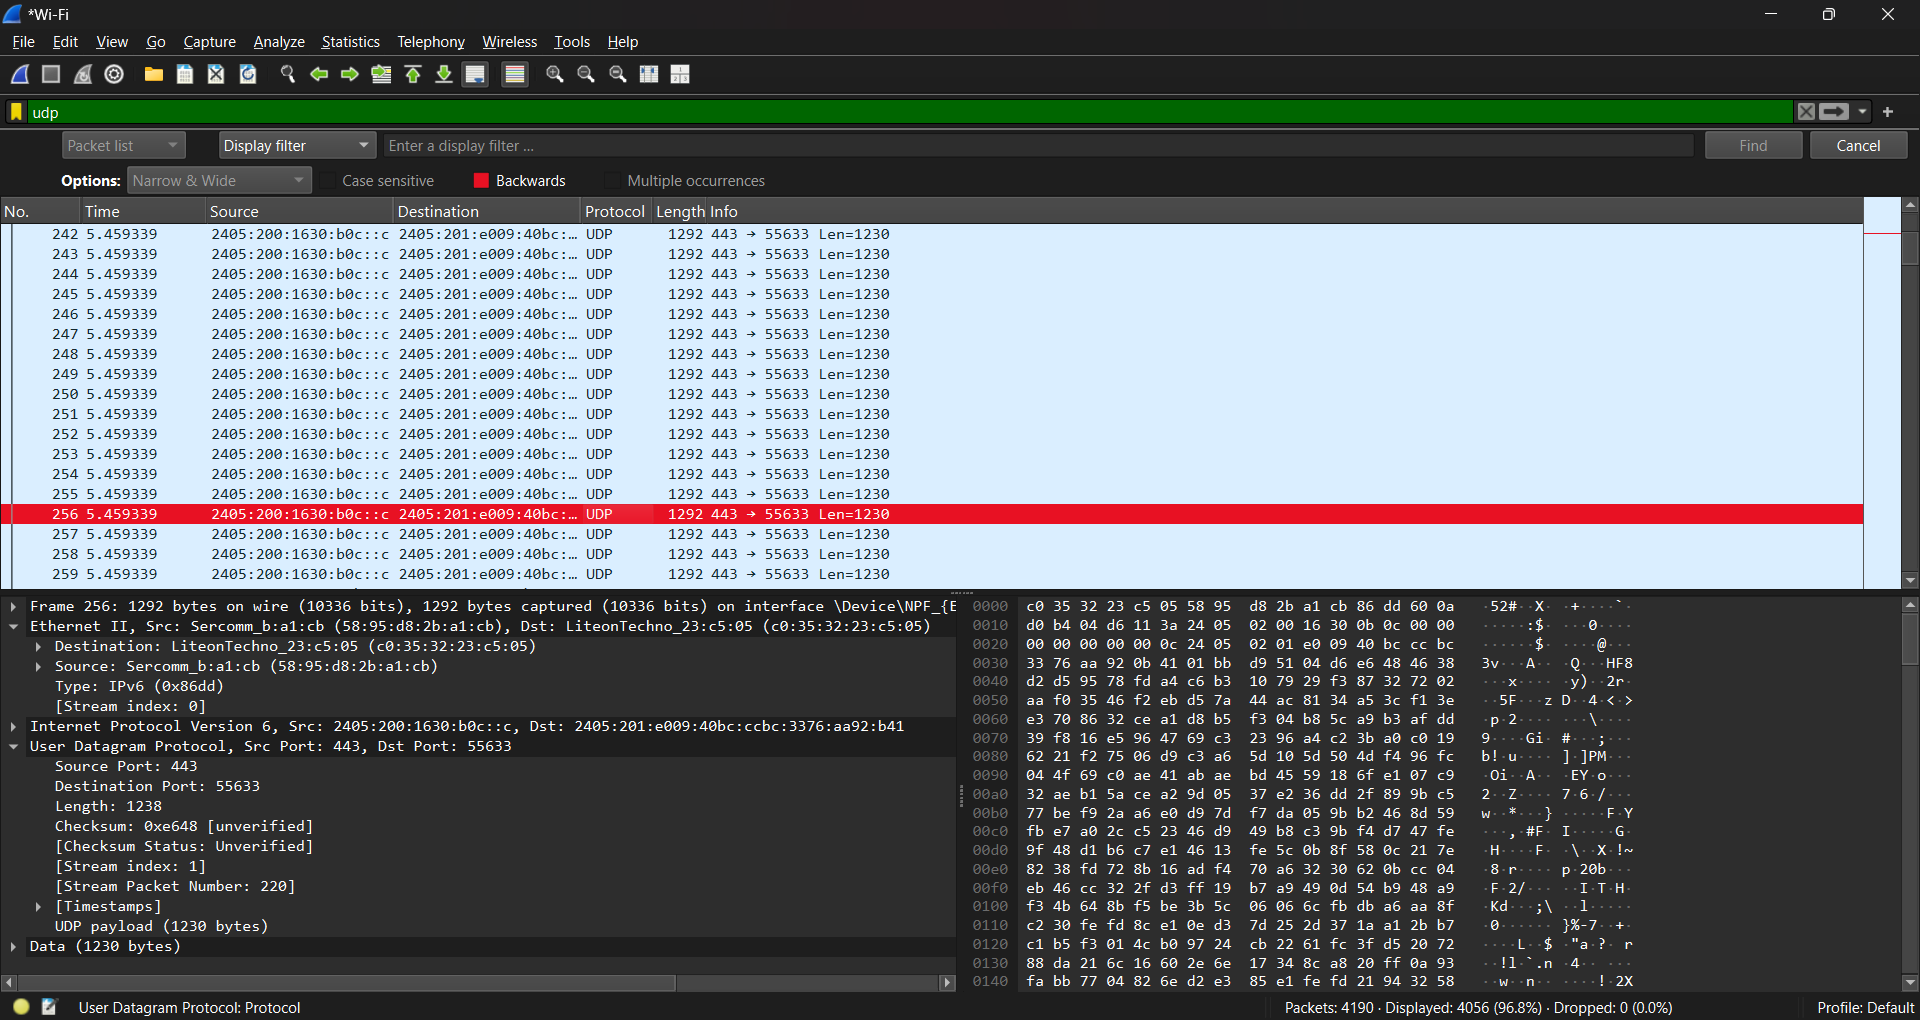 *Wi-Fi
File Edit View Go Capture Analyze Statistics Telephony Wireless Tools Help
udp
Packet list Display filter Enter a display filter ... Find Cancel
Options: Narrow & Wide Case sensitive Backwards Multiple occurrences
No. Time Source Destination Protocol Length Info
242 5.459339 2405:200:1630:b0c::c 2405:201:e009:40bc:… UDP 1292 443 → 55633 Len=1230
243 5.459339 2405:200:1630:b0c::c 2405:201:e009:40bc:… UDP 1292 443 → 55633 Len=1230
244 5.459339 2405:200:1630:b0c::c 2405:201:e009:40bc:… UDP 1292 443 → 55633 Len=1230
245 5.459339 2405:200:1630:b0c::c 2405:201:e009:40bc:… UDP 1292 443 → 55633 Len=1230
246 5.459339 2405:200:1630:b0c::c 2405:201:e009:40bc:… UDP 1292 443 → 55633 Len=1230
247 5.459339 2405:200:1630:b0c::c 2405:201:e009:40bc:… UDP 1292 443 → 55633 Len=1230
248 5.459339 2405:200:1630:b0c::c 2405:201:e009:40bc:… UDP 1292 443 → 55633 Len=1230
249 5.459339 2405:200:1630:b0c::c 2405:201:e009:40bc:… UDP 1292 443 → 55633 Len=1230
250 5.459339 2405:200:1630:b0c::c 2405:201:e009:40bc:… UDP 1292 443 → 55633 Len=1230
251 5.459339 2405:200:1630:b0c::c 2405:201:e009:40bc:… UDP 1292 443 → 55633 Len=1230
252 5.459339 2405:200:1630:b0c::c 2405:201:e009:40bc:… UDP 1292 443 → 55633 Len=1230
253 5.459339 2405:200:1630:b0c::c 2405:201:e009:40bc:… UDP 1292 443 → 55633 Len=1230
254 5.459339 2405:200:1630:b0c::c 2405:201:e009:40bc:… UDP 1292 443 → 55633 Len=1230
255 5.459339 2405:200:1630:b0c::c 2405:201:e009:40bc:… UDP 1292 443 → 55633 Len=1230
256 5.459339 2405:200:1630:b0c::c 2405:201:e009:40bc:… UDP 1292 443 → 55633 Len=1230
257 5.459339 2405:200:1630:b0c::c 2405:201:e009:40bc:… UDP 1292 443 → 55633 Len=1230
258 5.459339 2405:200:1630:b0c::c 2405:201:e009:40bc:… UDP 1292 443 → 55633 Len=1230
259 5.459339 2405:200:1630:b0c::c 2405:201:e009:40bc:… UDP 1292 443 → 55633 Len=1230
Frame 256: 1292 bytes on wire (10336 bits), 1292 bytes captured (10336 bits) on interface \Device\NPF_{E
Ethernet II, Src: Sercomm_b:a1:cb (58:95:d8:2b:a1:cb), Dst: LiteonTechno_23:c5:05 (c0:35:32:23:c5:05)
Destination: LiteonTechno_23:c5:05 (c0:35:32:23:c5:05)
Source: Sercomm_b:a1:cb (58:95:d8:2b:a1:cb)
Type: IPv6 (0x86dd)
[Stream index: 0]
Internet Protocol Version 6, Src: 2405:200:1630:b0c::c, Dst: 2405:201:e009:40bc:ccbc:3376:aa92:b41
User Datagram Protocol, Src Port: 443, Dst Port: 55633
Source Port: 443
Destination Port: 55633
Length: 1238
Checksum: 0xe648 [unverified]
[Checksum Status: Unverified]
[Stream index: 1]
[Stream Packet Number: 220]
[Timestamps]
UDP payload (1230 bytes)
Data (1230 bytes)
0000 c0 35 32 23 c5 05 58 95 d8 2b a1 cb 86 dd 60 0a ·52#··X· ·+····`·
0010 d0 b4 04 d6 11 3a 24 05 02 00 16 30 0b 0c 00 00 ·····:$· ···0····
0020 00 00 00 00 00 0c 24 05 02 01 e0 09 40 bc cc bc ······$· ····@···
0030 33 76 aa 92 0b 41 01 bb d9 51 04 d6 e6 48 46 38 3v···A·· ·Q···HF8
0040 d2 d5 95 78 fd a4 c6 b3 10 79 29 f3 87 32 72 02 ···x···· ·y)··2r·
0050 aa f0 35 46 f2 eb d5 7a 44 ac 81 34 a5 3c f1 3e ··5F···z D··4·<·>
0060 e3 70 86 32 ce a1 d8 b5 f3 04 b8 5c a9 b3 af dd ·p·2···· ···\····
0070 39 f8 16 e5 96 47 69 c3 23 96 a4 c2 3b a0 c0 19 9····Gi· #···;···
0080 62 21 f2 75 06 d9 c3 a6 5d 10 5d 50 4d f4 96 fc b!·u···· ]·]PM···
0090 04 4f 69 c0 ae 41 ab ae bd 45 59 18 6f e1 07 c9 ·Oi··A·· ·EY·o···
00a0 32 ae b1 5a ce a2 9d 05 37 e2 36 dd 2f 89 9b c5 2··Z···· 7·6·/···
00b0 77 be f9 2a a6 e0 d9 7d f7 da 05 9b b2 46 8d 59 w··*···} ·····F·Y
00c0 fb e7 a0 2c c5 23 46 d9 49 b8 c3 9b f4 d7 47 fe ···,·#F· I·····G·
00d0 9f 48 d1 b6 c7 e1 46 13 fe 5c 0b 8f 58 0c 21 7e ·H····F· ·\··X·!~
00e0 82 38 fd 72 8b 16 ad f4 70 a6 32 30 62 0b cc 04 ·8·r···· p·20b···
00f0 eb 46 cc 32 2f d3 ff 19 b7 a9 49 0d 54 b9 48 a9 ·F·2/··· ··I·T·H·
0100 f3 4b 64 8b f5 be 3b 5c 06 06 6c fb db a6 aa 8f ·Kd···;\ ··l·····
0110 c2 30 fe fd 8c e1 0e d3 7d 25 2d 37 1a a1 2b b7 ·0······ }%-7··+·
0120 c1 b5 f3 01 4c b0 97 24 cb 22 61 fc 3f d5 20 72 ····L··$ ·"a·?· r
0130 88 da 21 6c 16 60 2e 6e 17 34 8c a8 20 ff 0a 93 ··!l·`.n ·4·· ···
0140 fa bb 77 04 82 6e d2 e3 85 e1 fe fd 21 94 32 58 ··w··n·· ····!·2X
User Datagram Protocol: Protocol Packets: 4190 · Displayed: 4056 (96.8%) · Dropped: 0 (0.0%) Profile: Default